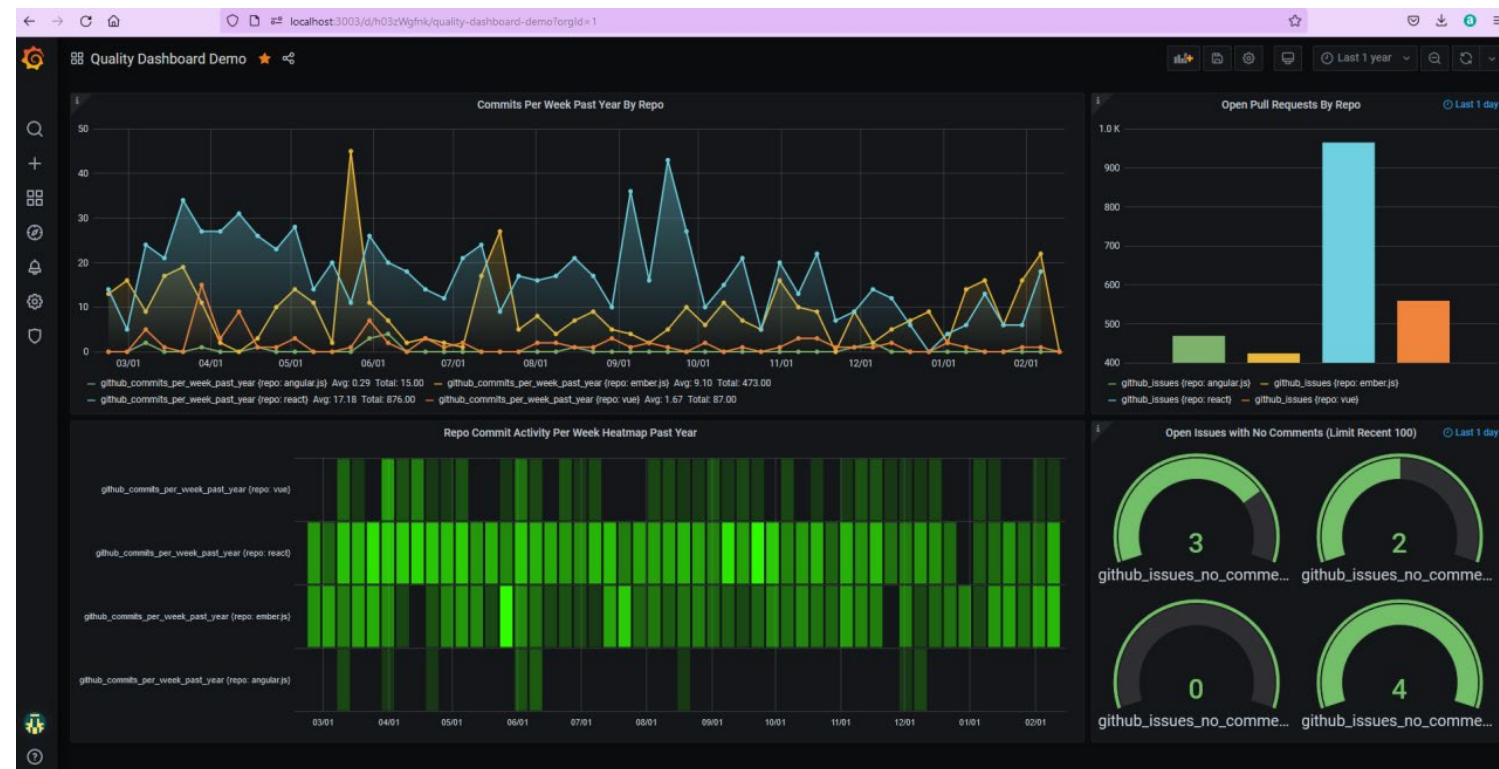 localhost:3003/d/h03zWgfnk/quality-dashboard-demo?orgId=1
Quality Dashboard Demo
Last 1 year
Commits Per Week Past Year By Repo
50
40
30
20
10
0
03/01 04/01 05/01 06/01 07/01 08/01 09/01 10/01 11/01 12/01 01/01 02/01
github_commits_per_week_past_year {repo: angular.js} Avg: 0.29 Total: 15.00 github_commits_per_week_past_year {repo: ember.js} Avg: 9.10 Total: 473.00
github_commits_per_week_past_year {repo: react} Avg: 17.18 Total: 876.00 github_commits_per_week_past_year {repo: vue} Avg: 1.67 Total: 87.00
Open Pull Requests By Repo Last 1 day
1.0 K
900
800
700
600
500
400
github_issues {repo: angular.js} github_issues {repo: ember.js}
github_issues {repo: react} github_issues {repo: vue}
Repo Commit Activity Per Week Heatmap Past Year
github_commits_per_week_past_year {repo: vue}
github_commits_per_week_past_year {repo: react}
github_commits_per_week_past_year {repo: ember.js}
github_commits_per_week_past_year {repo: angular.js}
03/01 04/01 05/01 06/01 07/01 08/01 09/01 10/01 11/01 12/01 01/01 02/01
Open Issues with No Comments (Limit Recent 100) Last 1 day
3 2
github_issues_no_comme... github_issues_no_comme...
0 4
github_issues_no_comme... github_issues_no_comme...